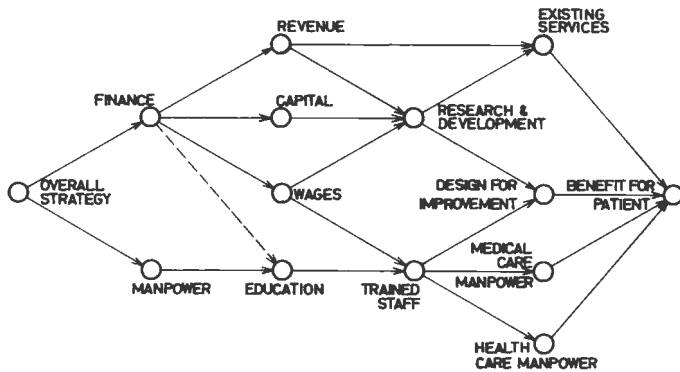 REVENUE
EXISTING
SERVICES
FINANCE
CAPITAL
RESEARCH &
DEVELOPMENT
OVERALL
STRATEGY
WAGES
DESIGN FOR
IMPROVEMENT
BENEFIT FOR
PATIENT
MANPOWER
EDUCATION
TRAINED
STAFF
MEDICAL
CARE
MANPOWER
HEALTH
CARE MANPOWER